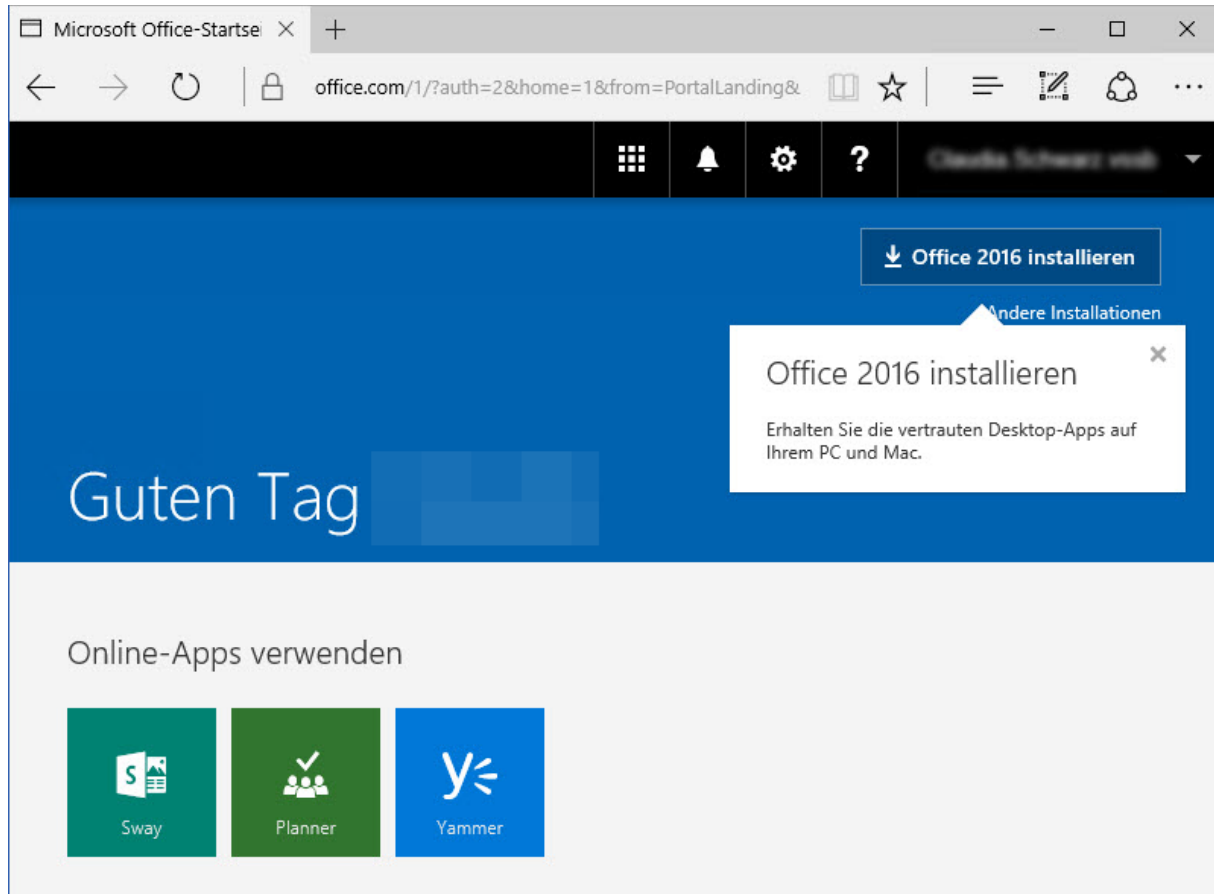 Microsoft Office-Startsei
office.com/1/?auth=2&home=1&from=PortalLanding&
?
Office 2016 installieren
Andere Installationen
Office 2016 installieren
Erhalten Sie die vertrauten Desktop-Apps auf
Ihrem PC und Mac.
Guten Tag
Online-Apps verwenden
S
Sway
Planner
Yammer